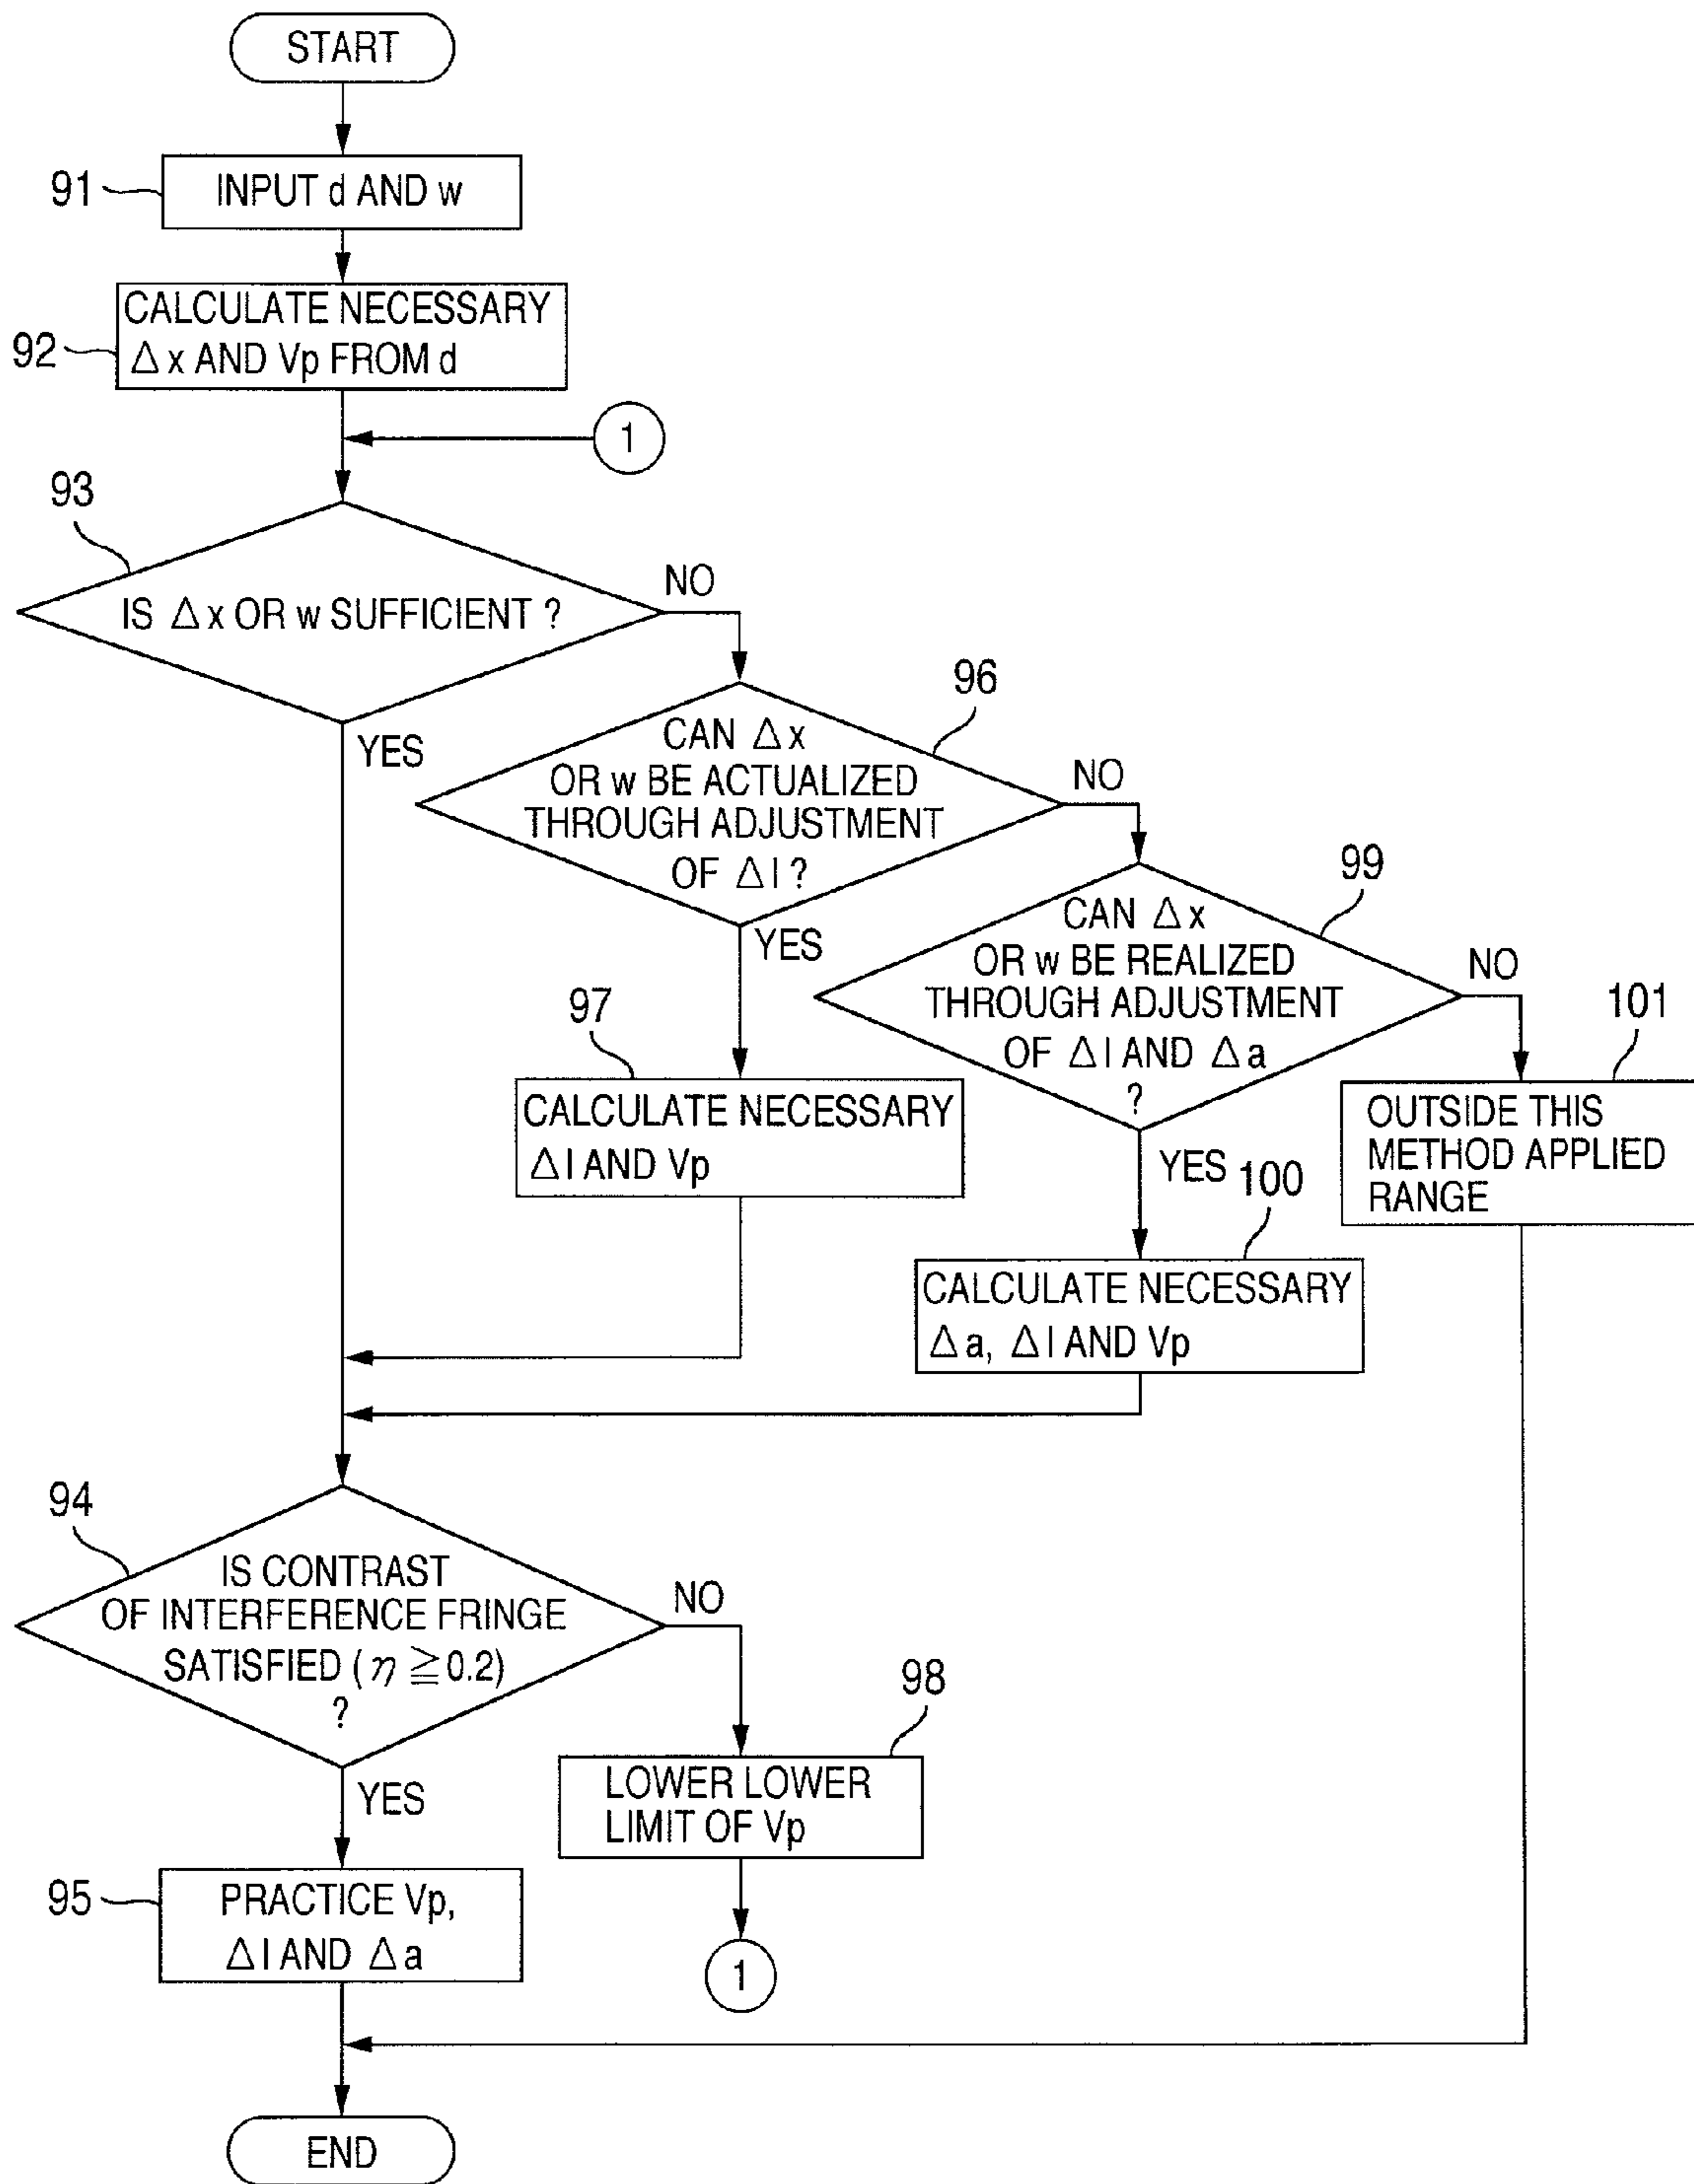 START
91
INPUT d AND w
92
CALCULATE NECESSARY
Δx AND Vp FROM d
1
93
IS Δx OR w SUFFICIENT ?
NO
YES
96
CAN Δx
OR w BE ACTUALIZED
THROUGH ADJUSTMENT
OF Δl ?
NO
YES
99
CAN Δx
OR w BE REALIZED
THROUGH ADJUSTMENT
OF Δl AND Δa
?
NO
YES
97
CALCULATE NECESSARY
Δl AND Vp
101
OUTSIDE THIS
METHOD APPLIED
RANGE
100
CALCULATE NECESSARY
Δa, Δl AND Vp
94
IS CONTRAST
OF INTERFERENCE FRINGE
SATISFIED (η ≧ 0.2)
?
NO
YES
98
LOWER LOWER
LIMIT OF Vp
95
PRACTICE Vp,
Δl AND Δa
1
END